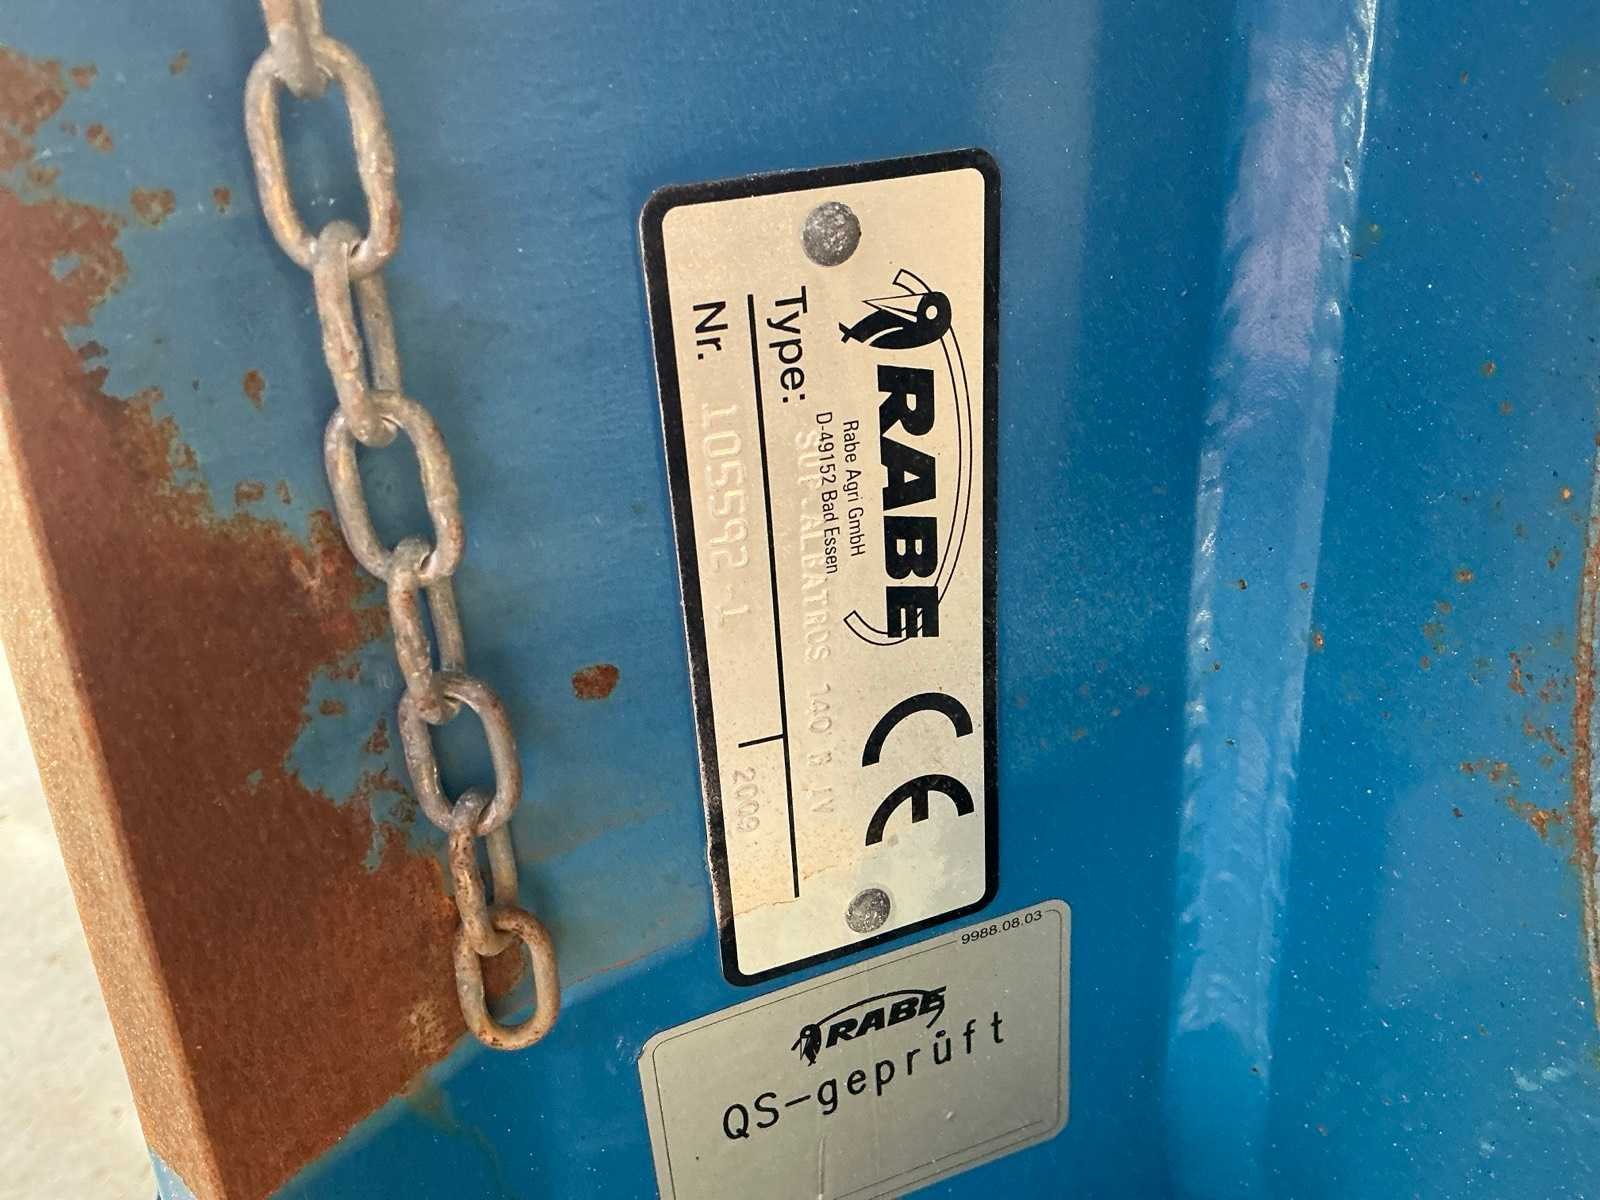 RABE
CE
Rabe Agri GmbH
D-49152 Bad Essen
Type: ALBATROS 140 IV
Nr. 105592 1
2009
9988.08.03
RABE
QS-geprüft